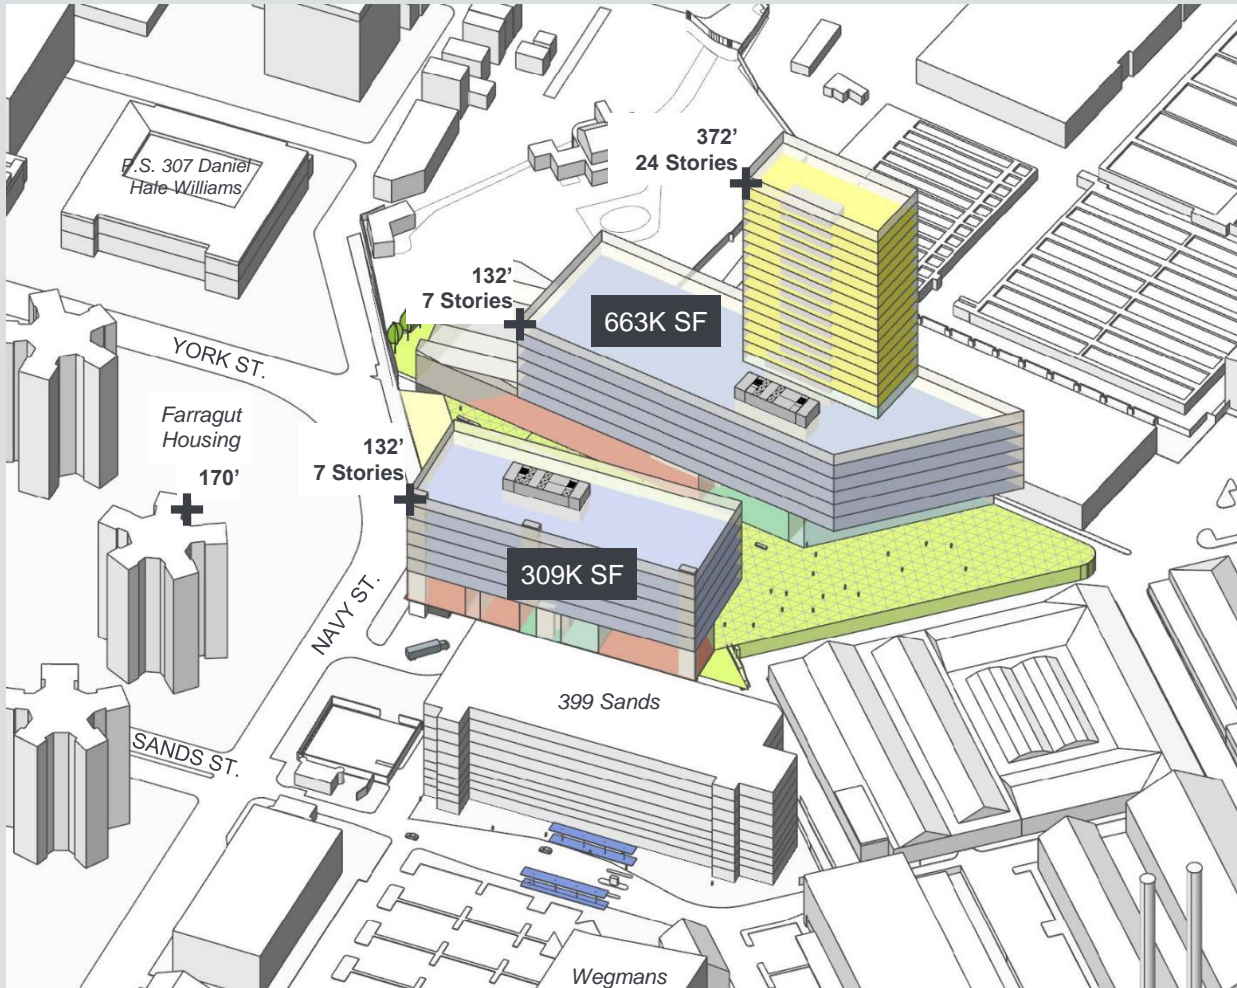 372'
24 Stories
P.S. 307 Daniel
Hale Williams
132'
7 Stories
663K SF
YORK ST.
Farragut
Housing
170'
132'
7 Stories
309K SF
NAVY ST.
399 Sands
SANDS ST.
Wegmans